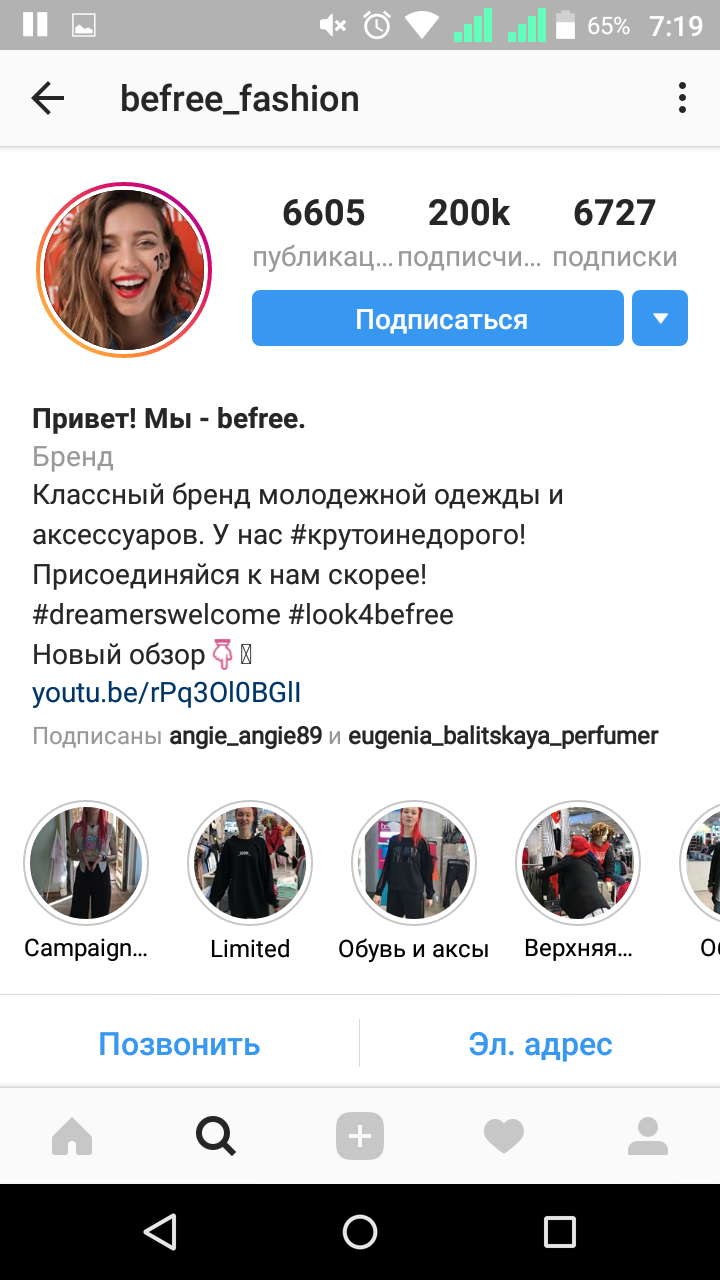 65% 7:19
befree_fashion
6605 200k 6727
публикац... подписчи... подписки
Подписаться
Привет! Мы - befree.
Бренд
Классный бренд молодежной одежды и
аксессуаров. У нас #крутоинедорого!
Присоединяйся к нам скорее!
#dreamerswelcome #look4befree
Новый обзор👇
youtu.be/rPq3Ol0BGlI
Подписаны angie_angie89 и eugenia_balitskaya_perfumer
Campaign... Limited Обувь и аксы Верхняя...
Позвонить Эл. адрес